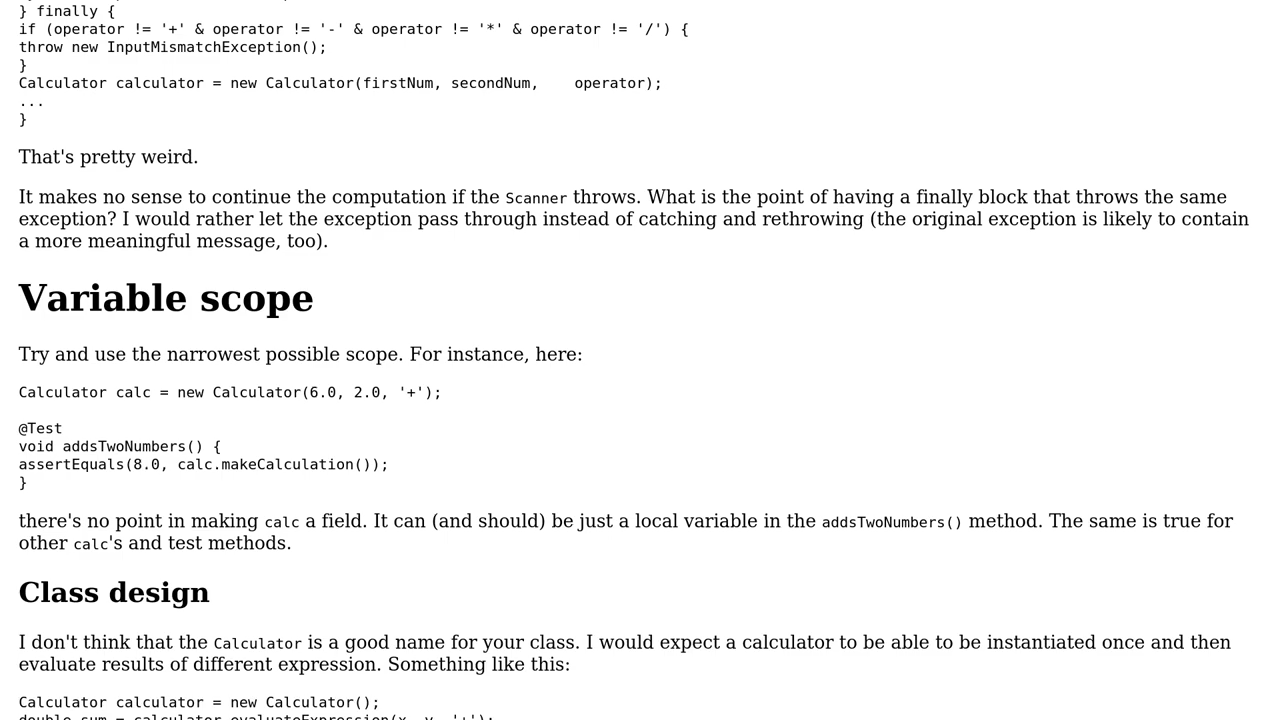 } finally {
if (operator != '+' & operator != '-' & operator != '*' & operator != '/') {
throw new InputMismatchException();
}
Calculator calculator = new Calculator(firstNum, secondNum,    operator);
...
}
That's pretty weird.
It makes no sense to continue the computation if the Scanner throws. What is the point of having a finally block that throws the same
exception? I would rather let the exception pass through instead of catching and rethrowing (the original exception is likely to contain
a more meaningful message, too).
Variable scope
Try and use the narrowest possible scope. For instance, here:
Calculator calc = new Calculator(6.0, 2.0, '+');
@Test
void addsTwoNumbers() {
assertEquals(8.0, calc.makeCalculation());
}
there's no point in making calc a field. It can (and should) be just a local variable in the addsTwoNumbers() method. The same is true for
other calc's and test methods.
Class design
I don't think that the Calculator is a good name for your class. I would expect a calculator to be able to be instantiated once and then
evaluate results of different expression. Something like this:
Calculator calculator = new Calculator();
double sum = calculator.evaluateExpression(x, y, '+');